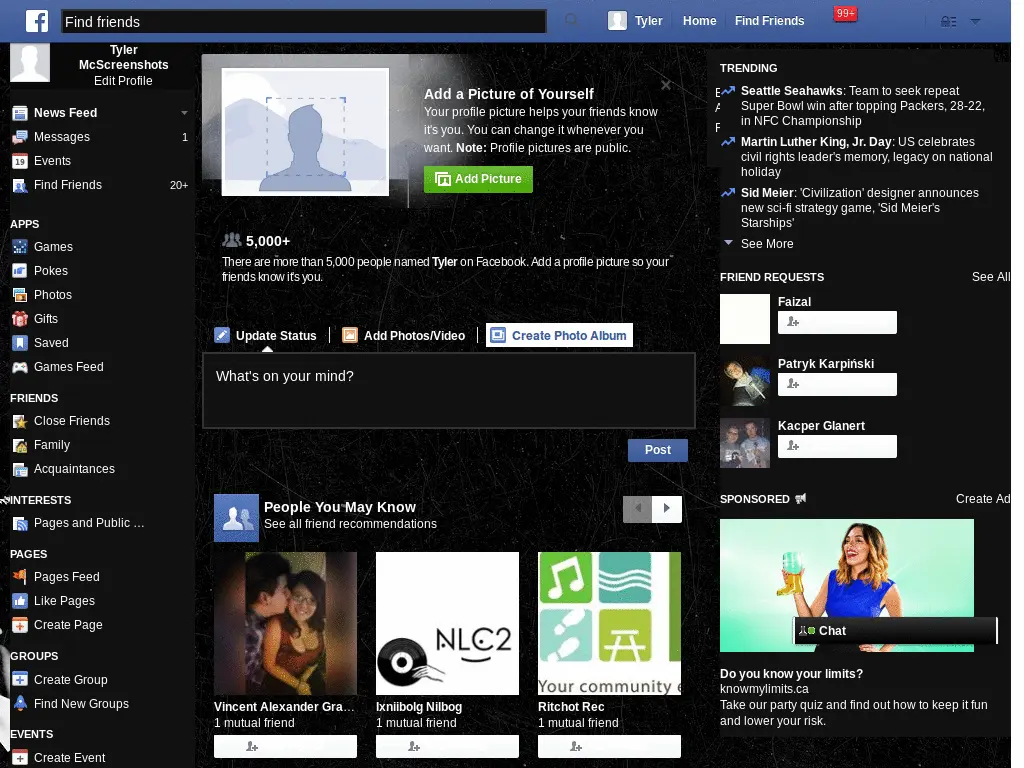 Find friends
Tyler
Home
Find Friends
99+
Tyler
McScreenshots
Edit Profile
News Feed
Messages 1
19 Events
Find Friends 20+
APPS
Games
Pokes
Photos
Gifts
Saved
Games Feed
FRIENDS
Close Friends
Family
Acquaintances
INTERESTS
Pages and Public ...
PAGES
Pages Feed
Like Pages
Create Page
GROUPS
Create Group
Find New Groups
EVENTS
Create Event
Add a Picture of Yourself
Your profile picture helps your friends know
it's you. You can change it whenever you
want. Note: Profile pictures are public.
Add Picture
5,000+
There are more than 5,000 people named Tyler on Facebook. Add a profile picture so your
friends know it's you.
Update Status
Add Photos/Video
Create Photo Album
What's on your mind?
Post
People You May Know
See all friend recommendations
NLC2
Your community e
Vincent Alexander Gra...
1 mutual friend
Ixniibolg Nilbog
1 mutual friend
Ritchot Rec
1 mutual friend
TRENDING
Seattle Seahawks: Team to seek repeat
Super Bowl win after topping Packers, 28-22,
in NFC Championship
Martin Luther King, Jr. Day: US celebrates
civil rights leader's memory, legacy on national
holiday
Sid Meier: 'Civilization' designer announces
new sci-fi strategy game, 'Sid Meier's
Starships'
See More
FRIEND REQUESTS
See All
Faizal
Patryk Karpiński
Kacper Glanert
SPONSORED
Create Ad
Chat
Do you know your limits?
knowmylimits.ca
Take our party quiz and find out how to keep it fun
and lower your risk.